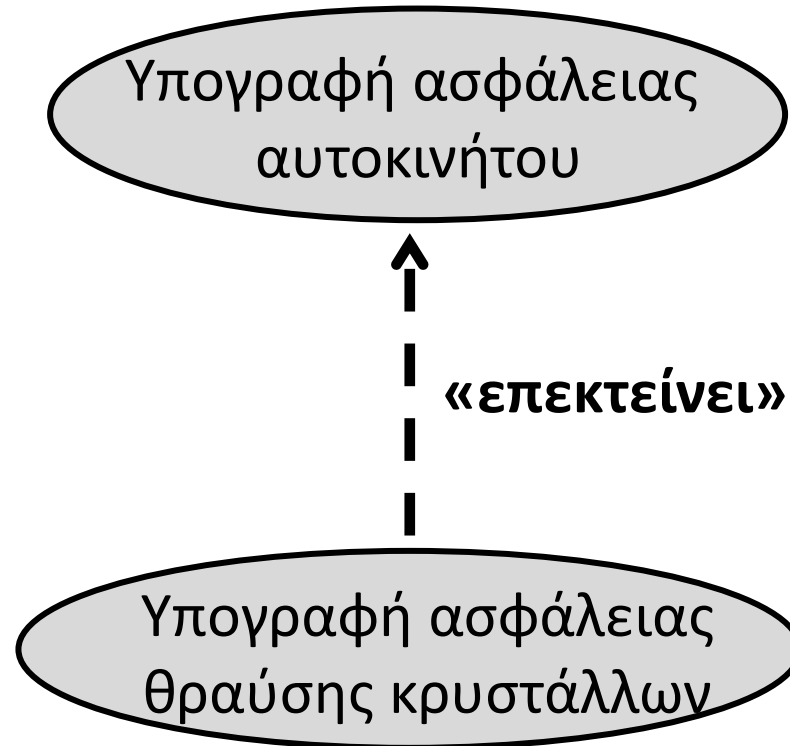 Υπογραφή ασφάλειας
αυτοκινήτου
«επεκτείνει»
Υπογραφή ασφάλειας
θραύσης κρυστάλλων